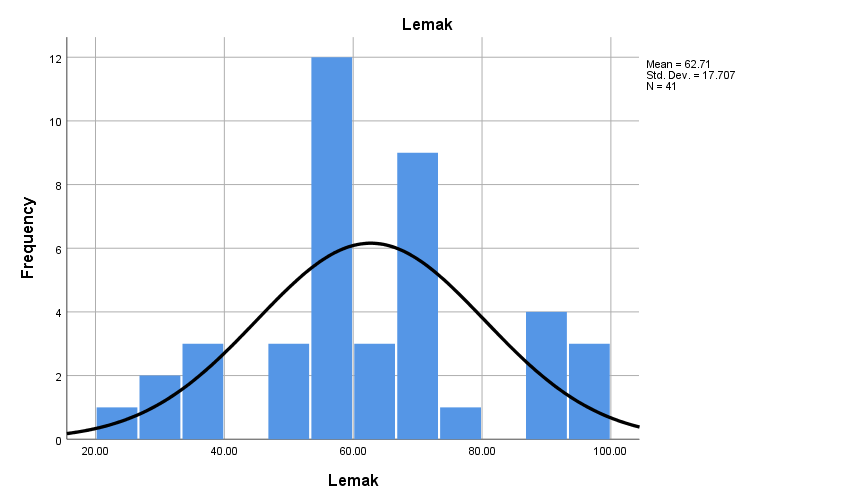 Lemak
Mean = 62.71
Std. Dev. = 17.707
N = 41
12
10
8
6
4
2
0
Frequency
20.00 40.00 60.00 80.00 100.00
Lemak